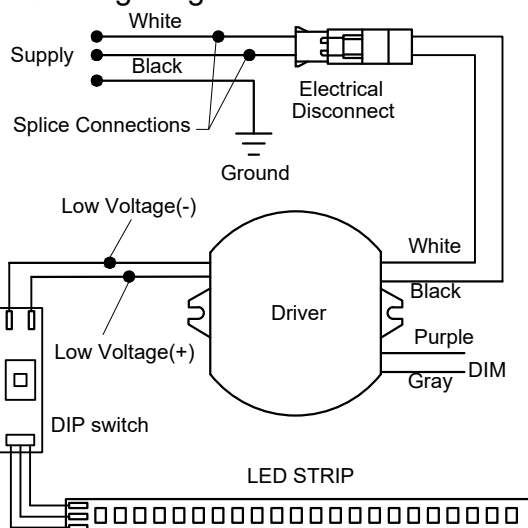 White
Supply
Black
Electrical
Disconnect
Splice Connections
Ground
Low Voltage(-)
White
Black
Driver
Low Voltage(+)
Purple
DIM
Gray
DIP switch
LED STRIP